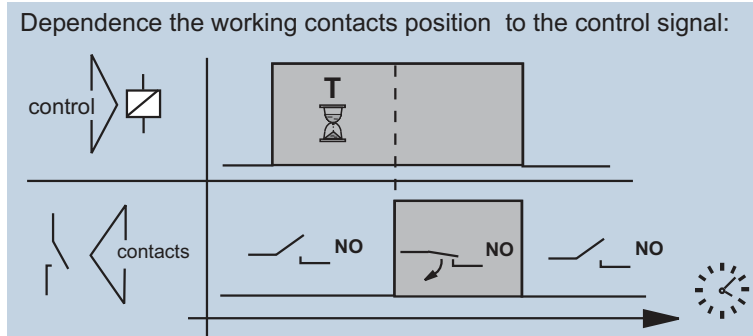 Dependence the working contacts position to the control signal:
T
control
contacts
NO
NO
NO